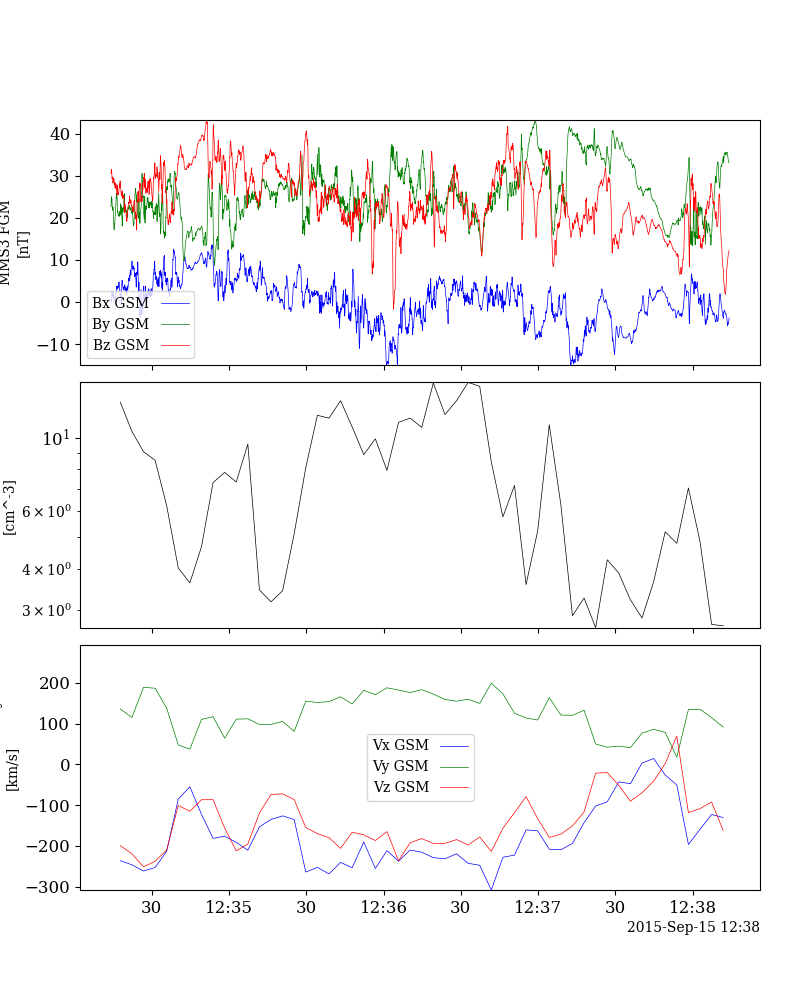 40
30
20
10
0
−10
MMS3 FGM
[nT]
Bx GSM
By GSM
Bz GSM
10¹
6 × 10⁰
4 × 10⁰
3 × 10⁰
[cm^-3]
200
100
0
−100
−200
−300
[km/s]
Vx GSM
Vy GSM
Vz GSM
30 12:35 30 12:36 30 12:37 30 12:38
2015-Sep-15 12:38